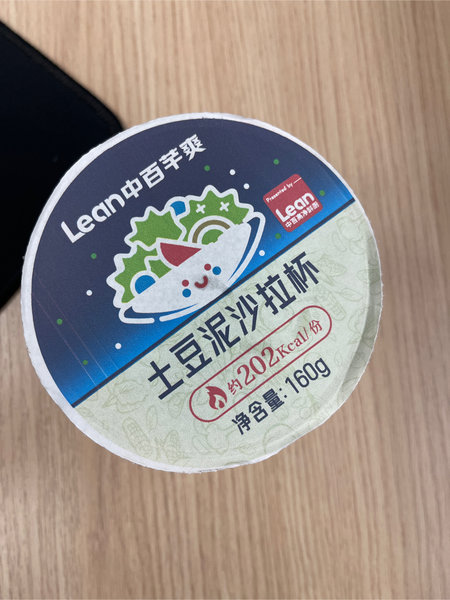 Lean中百芋爽
Presented by
Lean
土豆泥沙拉杯
约202Kcal/份
净含量: 160g